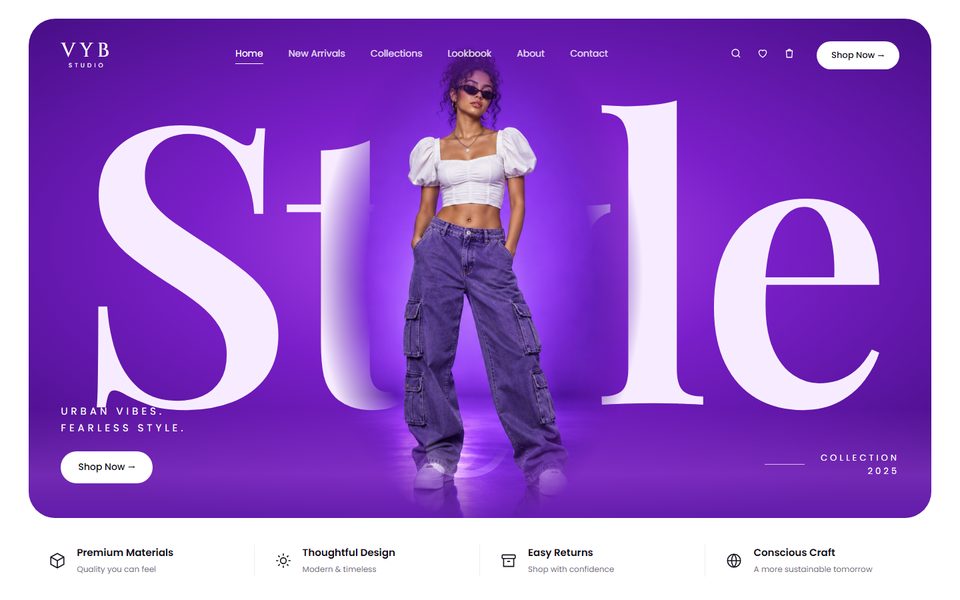 VYB
STUDIO
Home New Arrivals Collections Lookbook About Contact
Shop Now →
Style
URBAN VIBES.
FEARLESS STYLE.
Shop Now →
COLLECTION
2025
Premium Materials
Quality you can feel
Thoughtful Design
Modern & timeless
Easy Returns
Shop with confidence
Conscious Craft
A more sustainable tomorrow